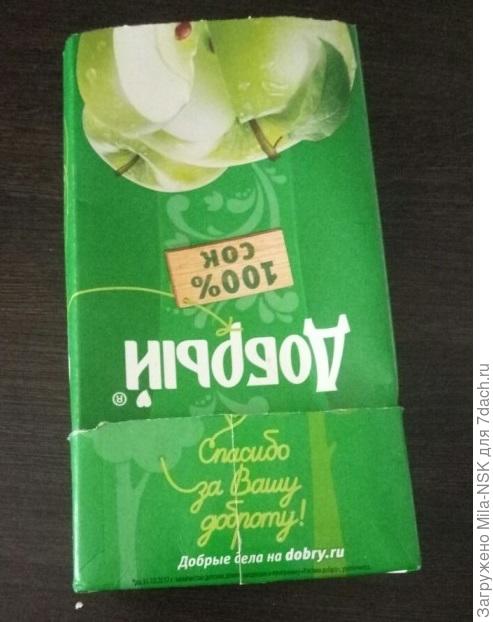 100%
СОК
Добрый
®
Спасибо
за Вашу
доброту!
Добрые дела на dobry.ru
Загружено Mila-NSK для 7dach.ru